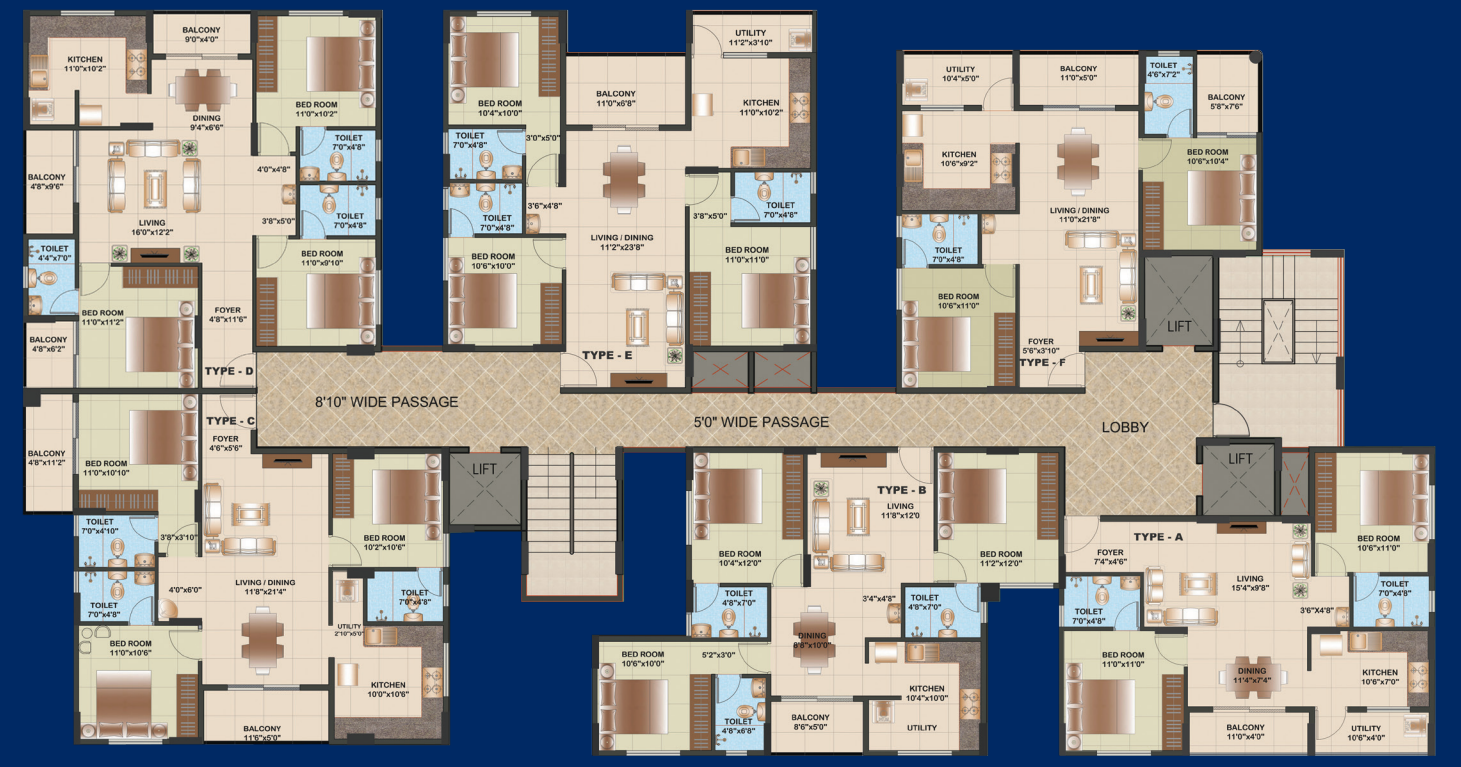 KITCHEN
11'0"x10'2"
BALCONY
9'0"x4'0"
BED ROOM
11'0"x10'2"
DINING
9'4"x6'6"
TOILET
7'0"x4'8"
4'0"x4'8"
BALCONY
4'8"x9'6"
LIVING
16'0"x12'2"
3'8"x5'0"
TOILET
7'0"x4'8"
TOILET
4'4"x7'0"
BED ROOM
11'0"x9'10"
BED ROOM
11'0"x11'2"
FOYER
4'8"x11'6"
BALCONY
4'8"x6'2"
TYPE - D
BED ROOM
10'4"x10'0"
BALCONY
11'0"x6'8"
UTILITY
11'2"x3'10"
KITCHEN
11'0"x10'2"
TOILET
7'0"x4'8"
3'0"x5'0"
TOILET
7'0"x4'8"
3'6"x4'8"
3'8"x5'0"
TOILET
7'0"x4'8"
LIVING / DINING
11'2"x23'8"
BED ROOM
10'6"x10'0"
BED ROOM
11'0"x11'0"
TYPE - E
UTILITY
10'4"x5'0"
BALCONY
11'0"x5'0"
TOILET
4'6"x7'2"
BALCONY
5'8"x7'6"
KITCHEN
10'6"x9'2"
BED ROOM
10'6"x10'4"
LIVING / DINING
11'0"x21'8"
TOILET
7'0"x4'8"
BED ROOM
10'6"x11'0"
FOYER
5'6"x3'10"
TYPE - F
LIFT
8'10" WIDE PASSAGE
5'0" WIDE PASSAGE
LOBBY
TYPE - C
FOYER
4'6"x5'6"
BALCONY
4'8"x11'2"
BED ROOM
11'0"x10'10"
TOILET
7'0"x4'10"
3'8"x3'10"
BED ROOM
10'2"x10'6"
LIFT
TOILET
7'0"x4'8"
4'0"x6'0"
LIVING / DINING
11'8"x21'4"
TOILET
7'0"x4'8"
UTILITY
2'10"x5'0"
BED ROOM
11'0"x10'6"
KITCHEN
10'0"x10'6"
BALCONY
11'6"x5'0"
TYPE - B
LIVING
11'8"x12'0
BED ROOM
10'4"x12'0"
BED ROOM
11'2"x12'0"
TOILET
4'8"x7'0"
3'4"x4'8"
TOILET
4'8"x7'0"
DINING
8'8"x10'0"
BED ROOM
10'6"x10'0"
5'2"x3'0"
KITCHEN
10'4"x10'0"
TOILET
4'8"x6'8"
BALCONY
8'6"x5'0"
UTILITY
LIFT
TYPE - A
FOYER
7'4"x4'6"
BED ROOM
10'6"x11'0"
LIVING
15'4"x9'8"
TOILET
7'0"x4'8"
TOILET
7'0"x4'8"
3'6"X4'8"
BED ROOM
11'0"x11'0"
DINING
11'4"x7'4"
KITCHEN
10'6"x7'0"
BALCONY
11'0"x4'0"
UTILITY
10'6"x4'0"